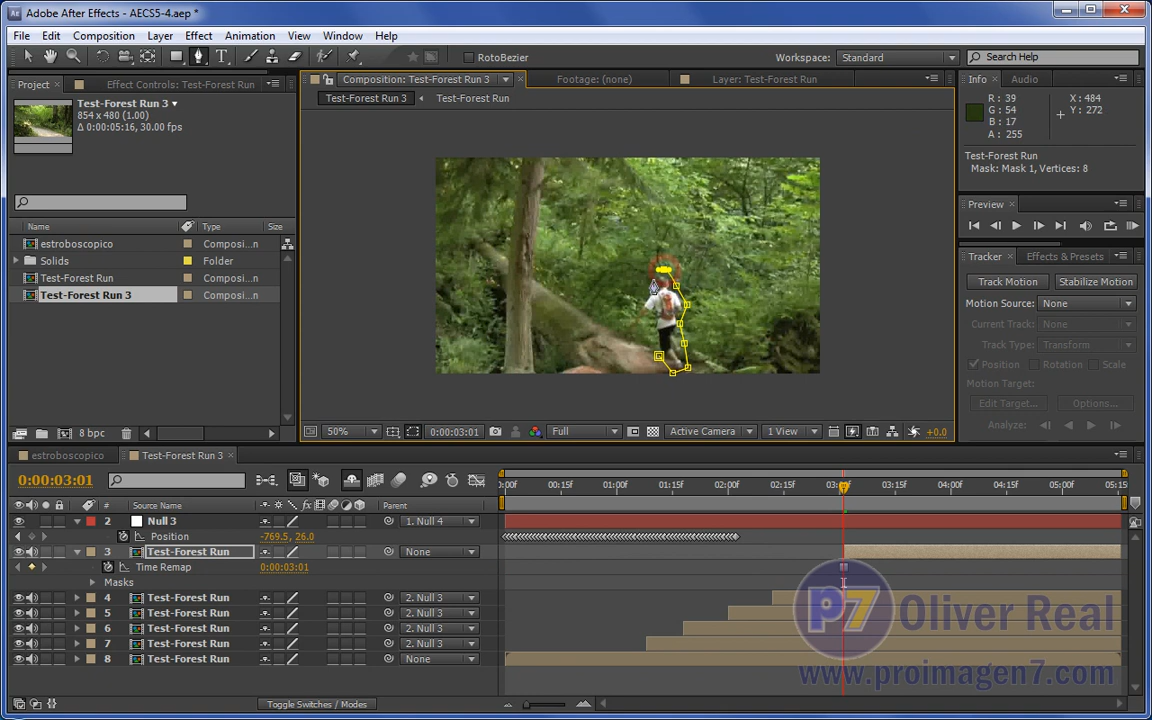 Adobe After Effects - AECS5-4.aep *
File Edit Composition Layer Effect Animation View Window Help
RotoBezier Workspace: Standard Search Help
Project Effect Controls: Test-Forest Run
Test-Forest Run 3
854 x 480 (1.00)
Δ 0:00:05:16, 30.00 fps
Name Type Size
estroboscopico Composi...n
Solids Folder
Test-Forest Run Composi...n
Test-Forest Run 3 Composi...n
8 bpc
Composition: Test-Forest Run 3 Footage: (none) Layer: Test-Forest Run
Test-Forest Run 3 Test-Forest Run
50% 0:00:03:01 Full Active Camera 1 View +0.0
Info Audio
R: 39 X: 484
G: 54 Y: 272
B: 17
A: 255
Test-Forest Run
Mask: Mask 1, Vertices: 8
Preview
Tracker Effects & Presets
Track Motion Stabilize Motion
Motion Source: None
Current Track: None
Track Type: Transform
Position Rotation Scale
Motion Target:
Edit Target... Options...
Analyze:
estroboscopico Test-Forest Run 3
0:00:03:01
# Source Name Parent
0:00f 00:15f 01:00f 01:15f 02:00f 02:15f 03:00f 03:15f 04:00f 04:15f 05:00f 05:15f
2 Null 3 1. Null 4
Position -769.5, 26.0
3 Test-Forest Run None
Time Remap 0:00:03:01
Masks
4 Test-Forest Run 2. Null 3
5 Test-Forest Run 2. Null 3
6 Test-Forest Run 2. Null 3
7 Test-Forest Run 2. Null 3
8 Test-Forest Run None
Toggle Switches / Modes
p7 Oliver Real
www.proimagen7.com